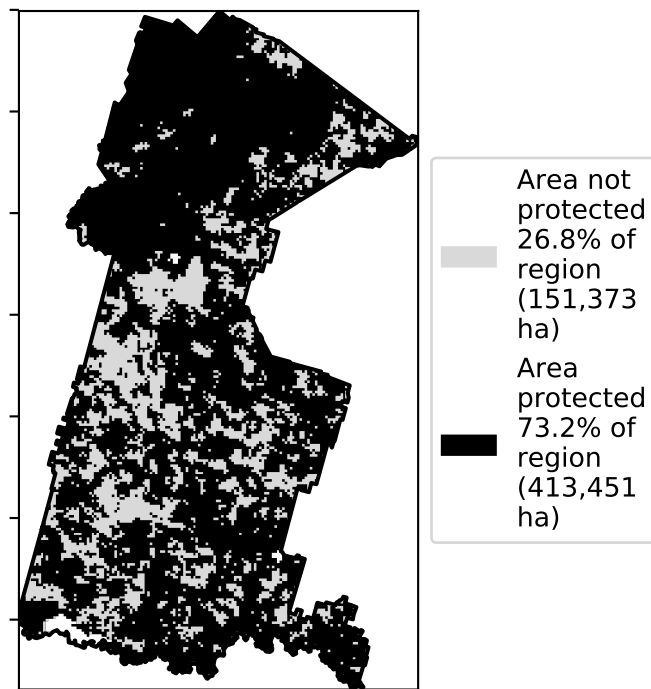 Area not
protected
26.8% of
region
(151,373
ha)
Area
protected
73.2% of
region
(413,451
ha)